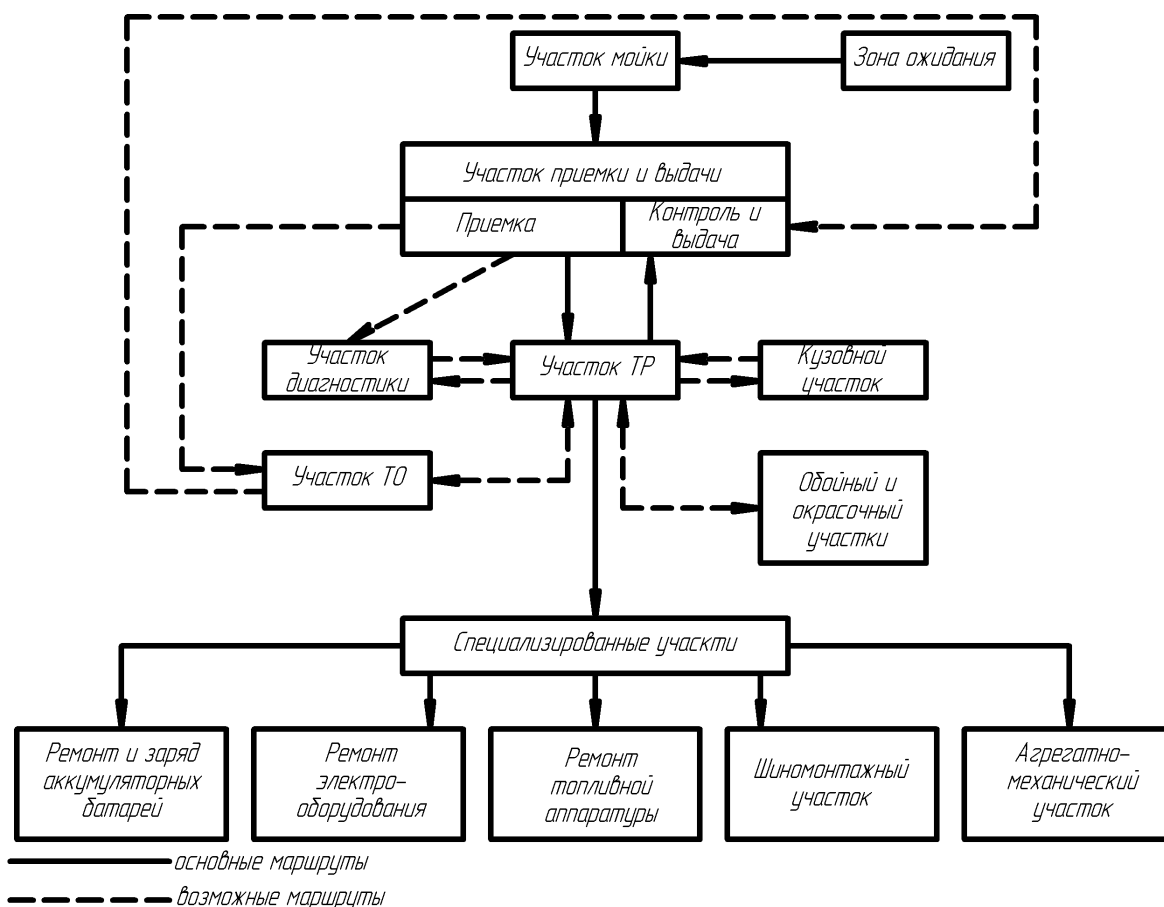 Участок мойки
Зона ожидания
Участок приемки и выдачи
Приемка
Контроль и
выдача
Участок
диагностики
Участок ТР
Кузовной
участок
Участок ТО
Обойный и
окрасочный
участки
Специализированные учаскти
Ремонт и заряд
аккумуляторных
батарей
Ремонт
электро-
оборудования
Ремонт
топливной
аппаратуры
Шиномонтажный
участок
Агрегатно-
механический
участок
основные маршруты
возможные маршруты